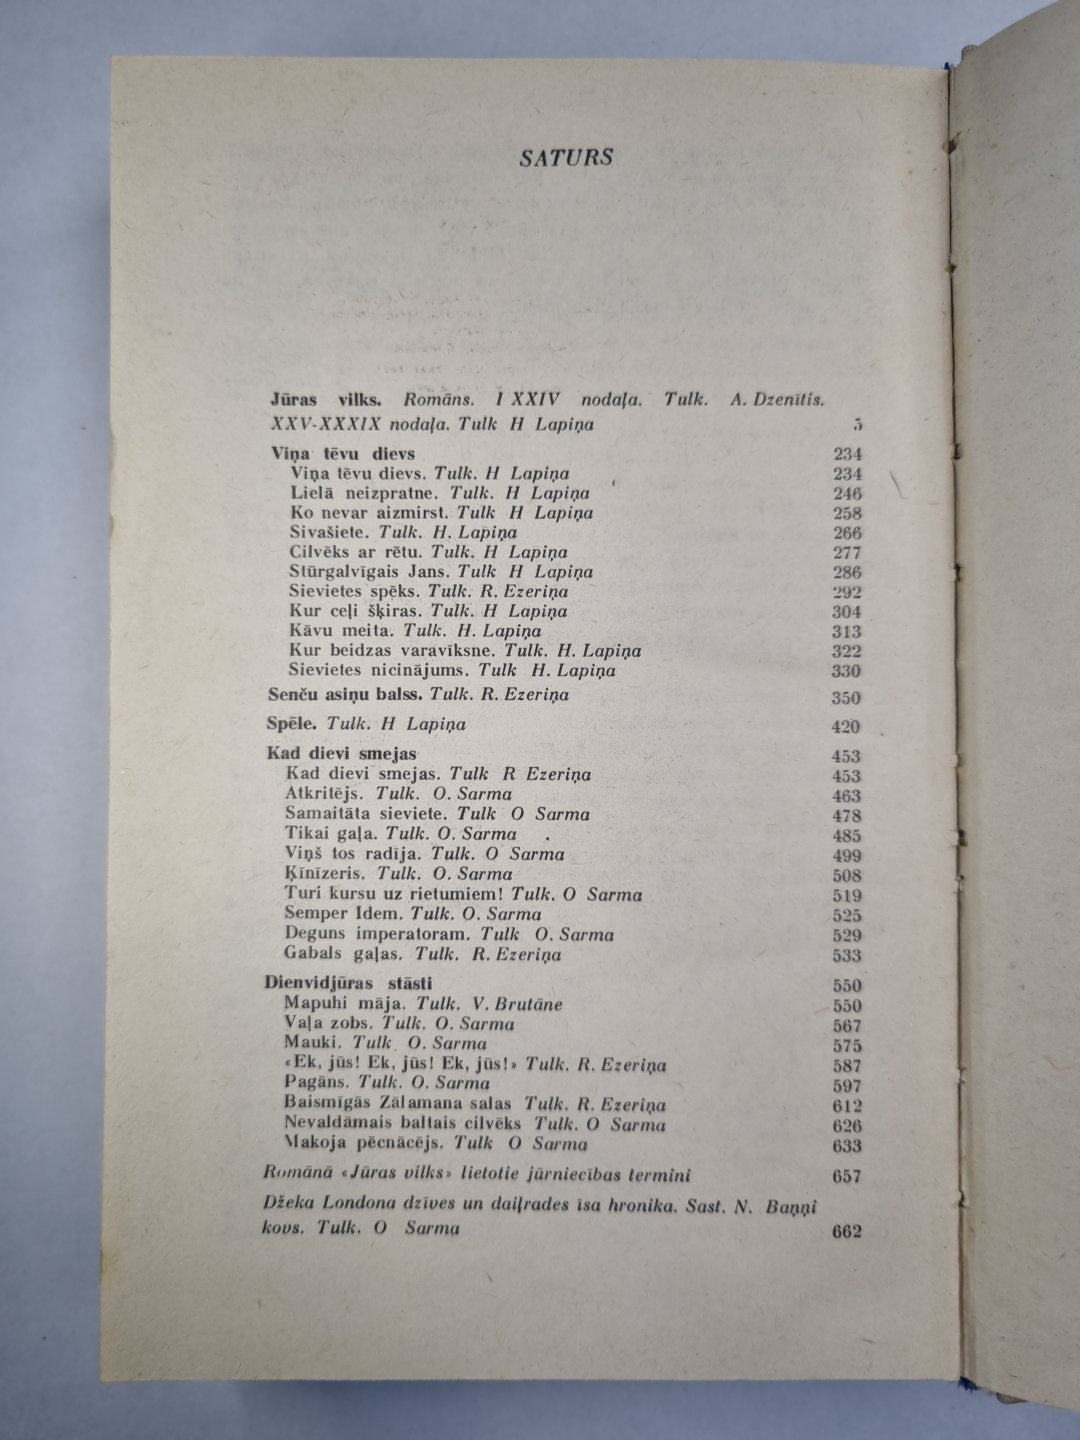 SATURS
Jūras vilks. Romāns. I XXIV nodaļa. Tulk. A. Dzenītis.
XXV-XXXIX nodaļa. Tulk H Lapiņa 5
Viņa tēvu dievs 234
Viņa tēvu dievs. Tulk. H Lapiņa 234
Lielā neizpratne. Tulk. H Lapiņa 246
Ko nevar aizmirst. Tulk H Lapiņa 258
Sivašiete. Tulk. H. Lapiņa 266
Cilvēks ar rētu. Tulk. H Lapiņa 277
Stūrgalvīgais Jans. Tulk H Lapiņa 286
Sievietes spēks. Tulk. R. Ezeriņa 292
Kur ceļi šķiras. Tulk. H Lapiņa 304
Kāvu meita. Tulk. H. Lapiņa 313
Kur beidzas varavīksne. Tulk. H. Lapiņa 322
Sievietes nicinājums. Tulk H. Lapiņa 330
Senču asiņu balss. Tulk. R. Ezeriņa 350
Spēle. Tulk. H Lapiņa 420
Kad dievi smejas 453
Kad dievi smejas. Tulk R Ezeriņa 453
Atkritējs. Tulk. O. Sarma 463
Samaitāta sieviete. Tulk O Sarma 478
Tikai gaļa. Tulk. O. Sarma 485
Viņš tos radīja. Tulk. O Sarma 499
Ķīnīzeris. Tulk. O. Sarma 508
Turi kursu uz rietumiem! Tulk. O Sarma 519
Semper Idem. Tulk. O. Sarma 525
Deguns imperatoram. Tulk O. Sarma 529
Gabals gaļas. Tulk. R. Ezeriņa 533
Dienvidjūras stāsti 550
Mapuhi māja. Tulk. V. Brutāne 550
Vaļa zobs. Tulk. O. Sarma 567
Mauki. Tulk. O. Sarma 575
«Ek, jūs! Ek, jūs! Ek, jūs!» Tulk. R. Ezeriņa 587
Pagāns. Tulk. O. Sarma 597
Baismīgās Zālamana salas Tulk. R. Ezeriņa 612
Nevaldāmais baltais cilvēks Tulk. O Sarma 626
Makoja pēcnācējs. Tulk O Sarma 633
Romānā «Jūras vilks» lietotie jūrniecības termini 657
Džeka Londona dzīves un daiļrades īsa hronika. Sast. N. Baņņi
kovs. Tulk. O Sarma 662